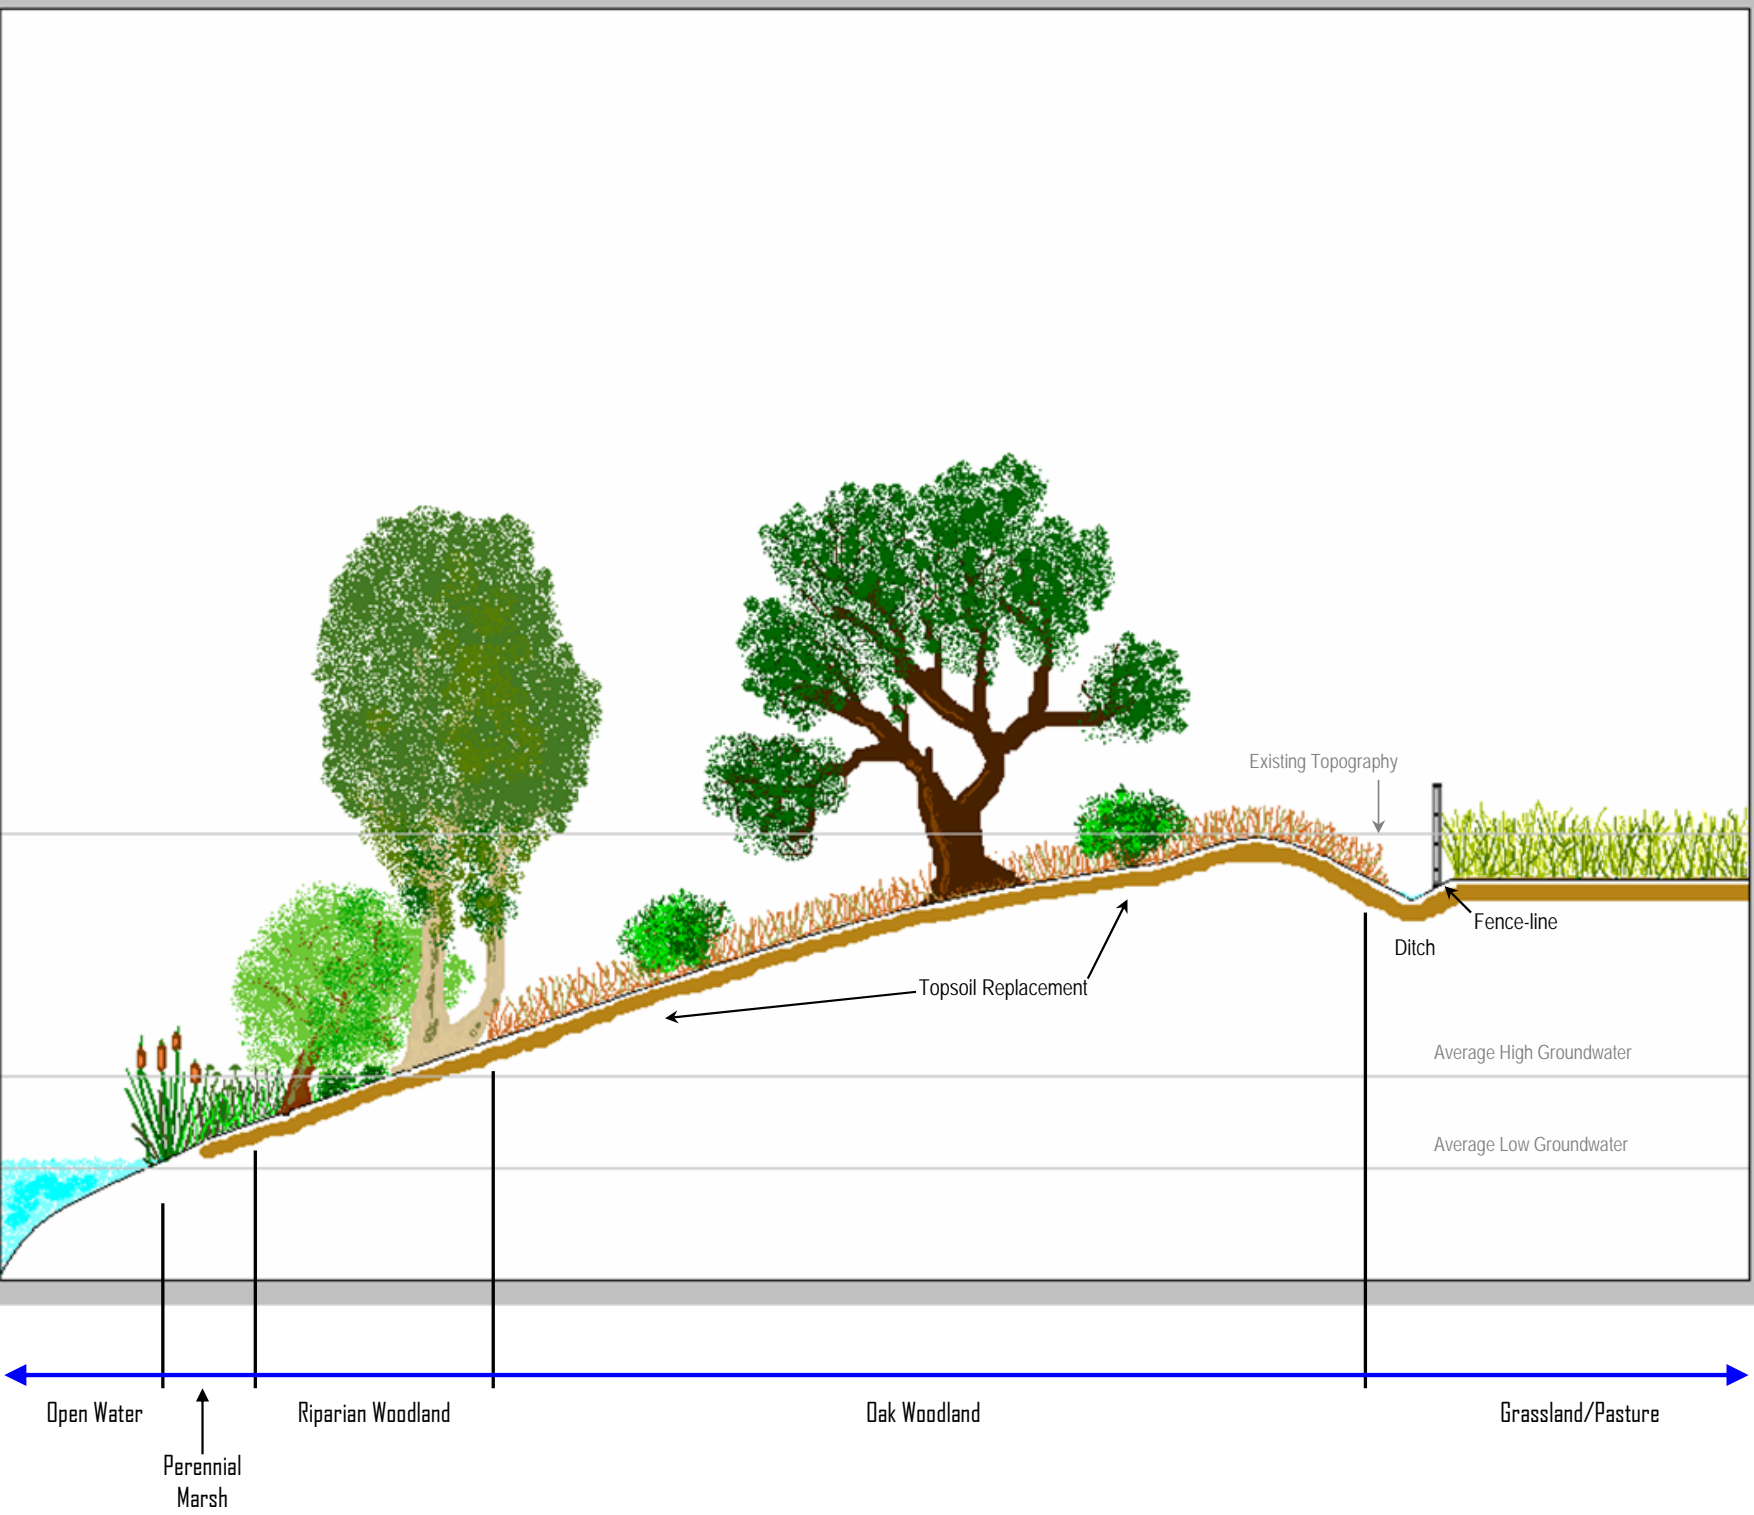 Existing Topography
Fence-line
Ditch
Topsoil Replacement
Average High Groundwater
Average Low Groundwater
Open Water
Riparian Woodland
Oak Woodland
Grassland/Pasture
Perennial
Marsh